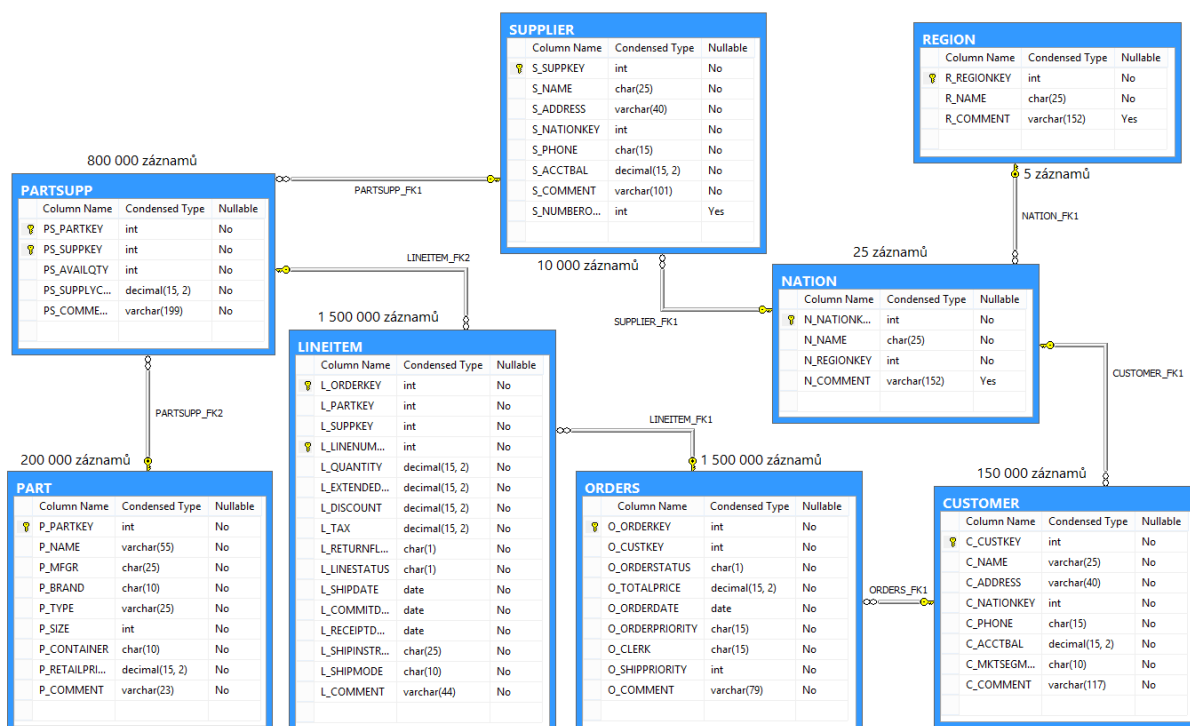 SUPPLIER
Column Name Condensed Type Nullable
S_SUPPKEY int No
S_NAME char(25) No
S_ADDRESS varchar(40) No
S_NATIONKEY int No
S_PHONE char(15) No
S_ACCTBAL decimal(15, 2) No
S_COMMENT varchar(101) No
S_NUMBERO... int Yes
10 000 záznamů
REGION
Column Name Condensed Type Nullable
R_REGIONKEY int No
R_NAME char(25) No
R_COMMENT varchar(152) Yes
5 záznamů
NATION_FK1
800 000 záznamů
PARTSUPP
Column Name Condensed Type Nullable
PS_PARTKEY int No
PS_SUPPKEY int No
PS_AVAILQTY int No
PS_SUPPLYC... decimal(15, 2) No
PS_COMME... varchar(199) No
PARTSUPP_FK1
LINEITEM_FK2
SUPPLIER_FK1
25 záznamů
NATION
Column Name Condensed Type Nullable
N_NATIONK... int No
N_NAME char(25) No
N_REGIONKEY int No
N_COMMENT varchar(152) Yes
CUSTOMER_FK1
PARTSUPP_FK2
1 500 000 záznamů
LINEITEM
Column Name Condensed Type Nullable
L_ORDERKEY int No
L_PARTKEY int No
L_SUPPKEY int No
L_LINENUM... int No
L_QUANTITY decimal(15, 2) No
L_EXTENDED... decimal(15, 2) No
L_DISCOUNT decimal(15, 2) No
L_TAX decimal(15, 2) No
L_RETURNFL... char(1) No
L_LINESTATUS char(1) No
L_SHIPDATE date No
L_COMMITD... date No
L_RECEIPTD... date No
L_SHIPINSTR... char(25) No
L_SHIPMODE char(10) No
L_COMMENT varchar(44) No
LINEITEM_FK1
200 000 záznamů
PART
Column Name Condensed Type Nullable
P_PARTKEY int No
P_NAME varchar(55) No
P_MFGR char(25) No
P_BRAND char(10) No
P_TYPE varchar(25) No
P_SIZE int No
P_CONTAINER char(10) No
P_RETAILPRI... decimal(15, 2) No
P_COMMENT varchar(23) No
1 500 000 záznamů
ORDERS
Column Name Condensed Type Nullable
O_ORDERKEY int No
O_CUSTKEY int No
O_ORDERSTATUS char(1) No
O_TOTALPRICE decimal(15, 2) No
O_ORDERDATE date No
O_ORDERPRIORITY char(15) No
O_CLERK char(15) No
O_SHIPPRIORITY int No
O_COMMENT varchar(79) No
ORDERS_FK1
150 000 záznamů
CUSTOMER
Column Name Condensed Type Nullable
C_CUSTKEY int No
C_NAME varchar(25) No
C_ADDRESS varchar(40) No
C_NATIONKEY int No
C_PHONE char(15) No
C_ACCTBAL decimal(15, 2) No
C_MKTSEGM... char(10) No
C_COMMENT varchar(117) No